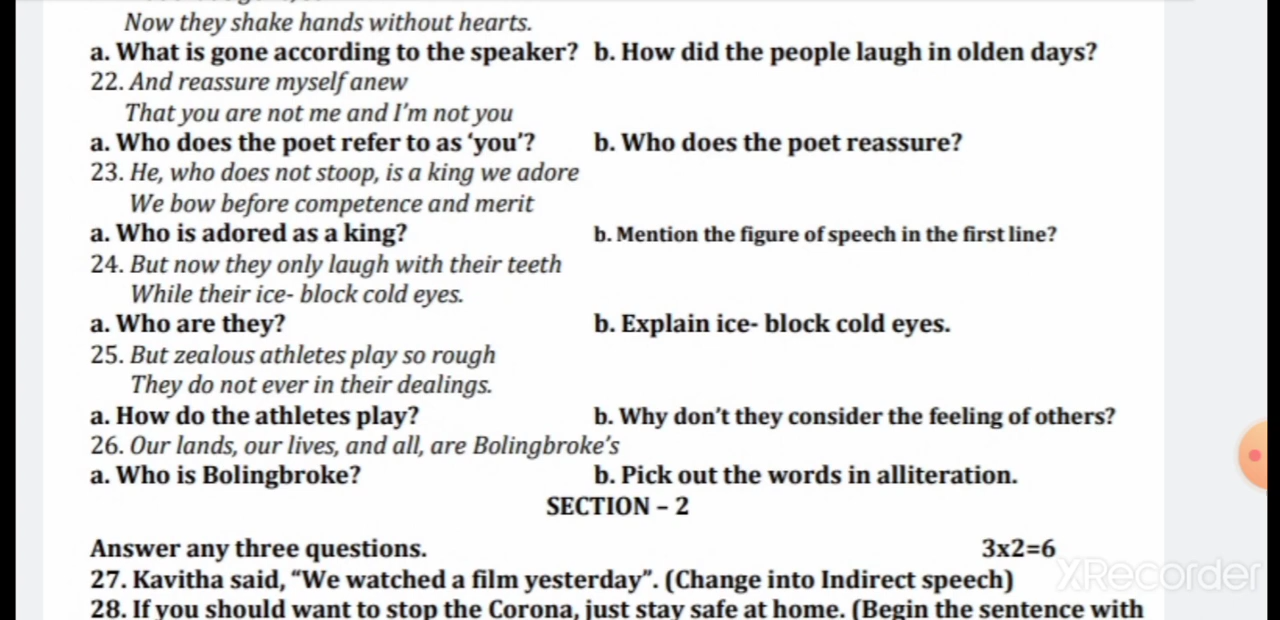 Now they shake hands without hearts.
a. What is gone according to the speaker? b. How did the people laugh in olden days?
22. And reassure myself anew
That you are not me and I'm not you
a. Who does the poet refer to as 'you'? b. Who does the poet reassure?
23. He, who does not stoop, is a king we adore
We bow before competence and merit
a. Who is adored as a king? b. Mention the figure of speech in the first line?
24. But now they only laugh with their teeth
While their ice- block cold eyes.
a. Who are they? b. Explain ice- block cold eyes.
25. But zealous athletes play so rough
They do not ever in their dealings.
a. How do the athletes play? b. Why don't they consider the feeling of others?
26. Our lands, our lives, and all, are Bolingbroke's
a. Who is Bolingbroke? b. Pick out the words in alliteration.
SECTION – 2
Answer any three questions. 3x2=6
27. Kavitha said, “We watched a film yesterday”. (Change into Indirect speech)
XRecorder
28. If you should want to stop the Corona, just stay safe at home. (Begin the sentence with